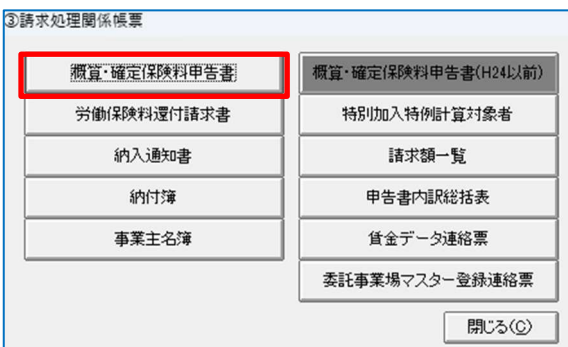 ③請求処理関係帳票
概算・確定保険料申告書
概算・確定保険料申告書(H24以前)
労働保険料還付請求書
特別加入特例計算対象者
納入通知書
請求額一覧
納付簿
申告書内訳総括表
事業主名簿
賃金データ連絡票
委託事業場マスター登録連絡票
閉じる(C)